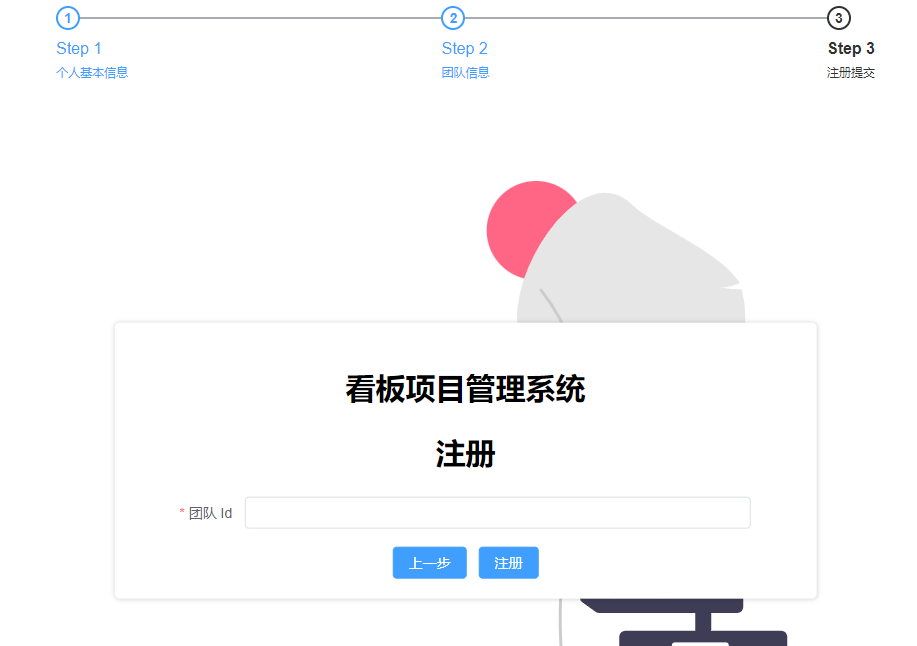 1
2
3
Step 1
Step 2
Step 3
个人基本信息
团队信息
注册提交
看板项目管理系统
注册
* 团队 Id
上一步
注册